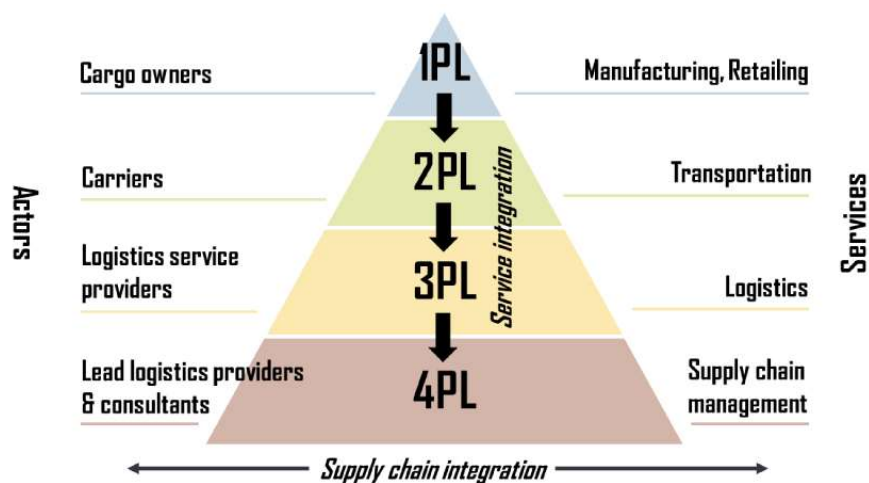 1PL
Cargo owners
Manufacturing, Retailing
2PL
Carriers
Transportation
Service integration
Actors
Services
Logistics service
providers
3PL
Logistics
Lead logistics providers
& consultants
4PL
Supply chain
management
Supply chain integration